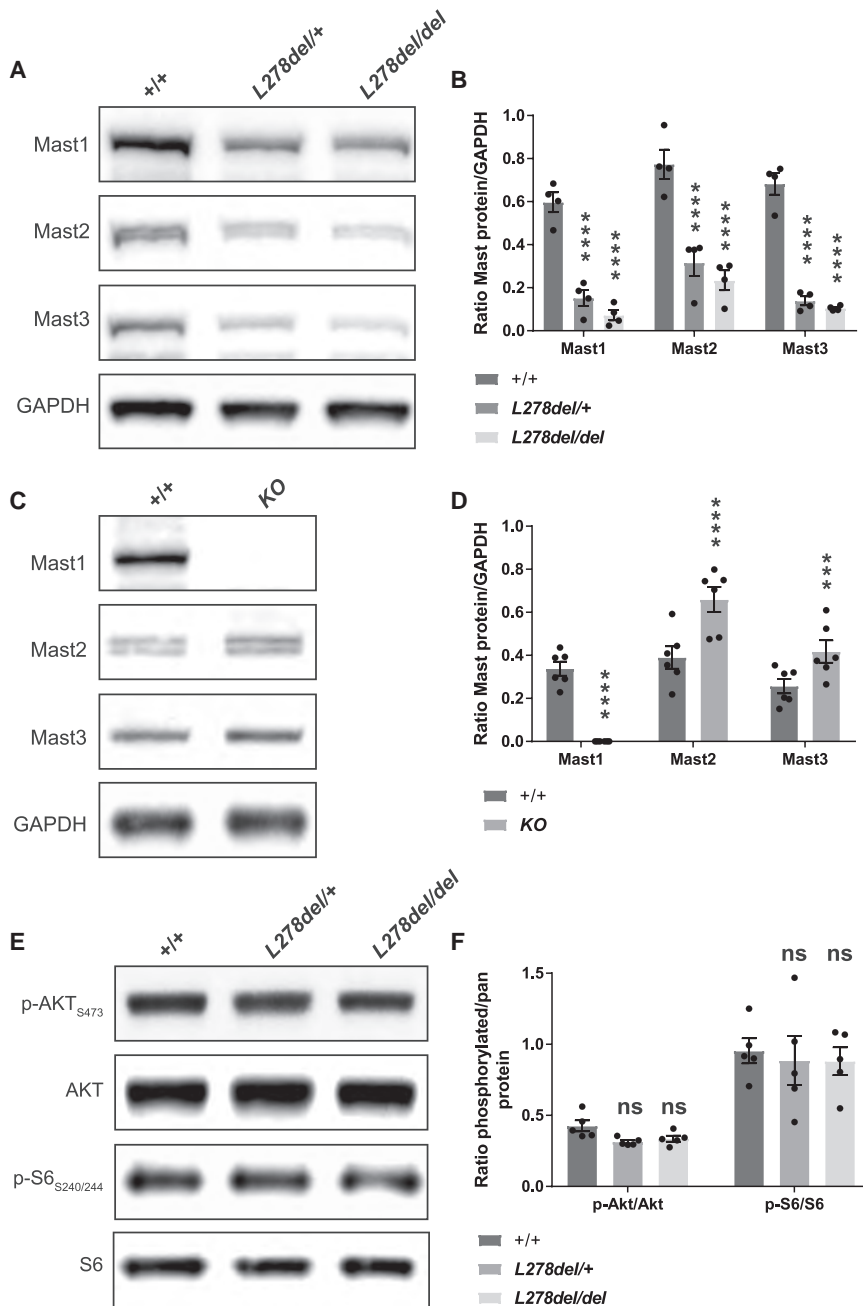 A
+/+
L278del/+
L278del/del
Mast1
Mast2
Mast3
GAPDH
B
Ratio Mast protein/GAPDH
1.0
0.8
0.6
0.4
0.2
0.0
****
****
****
****
****
****
Mast1
Mast2
Mast3
+/+
L278del/+
L278del/del
C
+/+
KO
Mast1
Mast2
Mast3
GAPDH
D
Ratio Mast protein/GAPDH
1.0
0.8
0.6
0.4
0.2
0.0
****
****
***
Mast1
Mast2
Mast3
+/+
KO
E
+/+
L278del/+
L278del/del
p-AKT S473
AKT
p-S6 S240/244
S6
F
Ratio phosphorylated/pan
protein
1.5
1.0
0.5
0.0
ns
ns
ns
ns
p-Akt/Akt
p-S6/S6
+/+
L278del/+
L278del/del